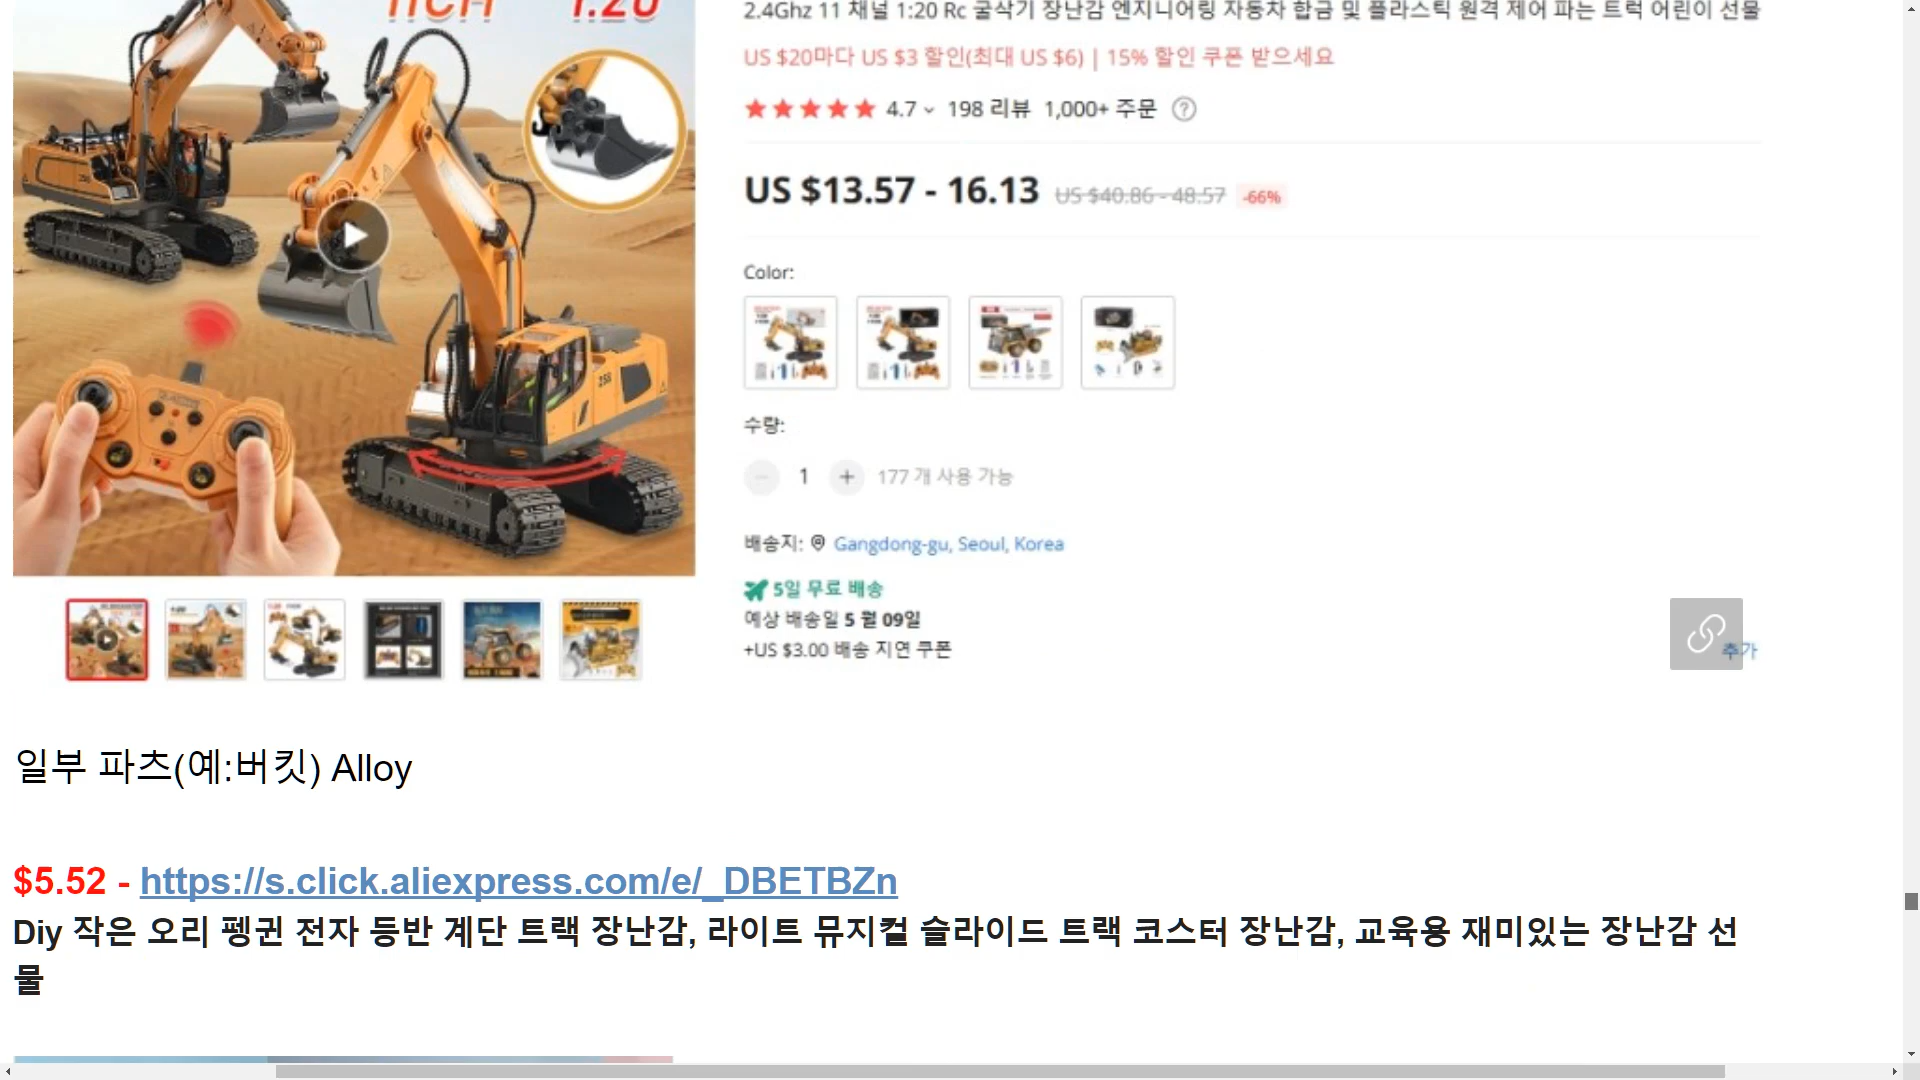 11CH 1:20
2.4Ghz 11 채널 1:20 Rc 굴삭기 장난감 엔지니어링 자동차 합금 및 플라스틱 원격 제어 파는 트럭 어린이 선물
US $20마다 US $3 할인(최대 US $6) | 15% 할인 쿠폰 받으세요
4.7 198 리뷰 1,000+ 주문 ?
US $13.57 - 16.13 US $40.86 - 48.57 -66%
Color:
수량:
− 1 + 177 개 사용 가능
배송지: Gangdong-gu, Seoul, Korea
5일 무료 배송
예상 배송일 5 월 09일
+US $3.00 배송 지연 쿠폰
추가
일부 파츠(예:버킷) Alloy
$5.52 - https://s.click.aliexpress.com/e/_DBETBZn
Diy 작은 오리 펭귄 전자 등반 계단 트랙 장난감, 라이트 뮤지컬 슬라이드 트랙 코스터 장난감, 교육용 재미있는 장난감 선
물